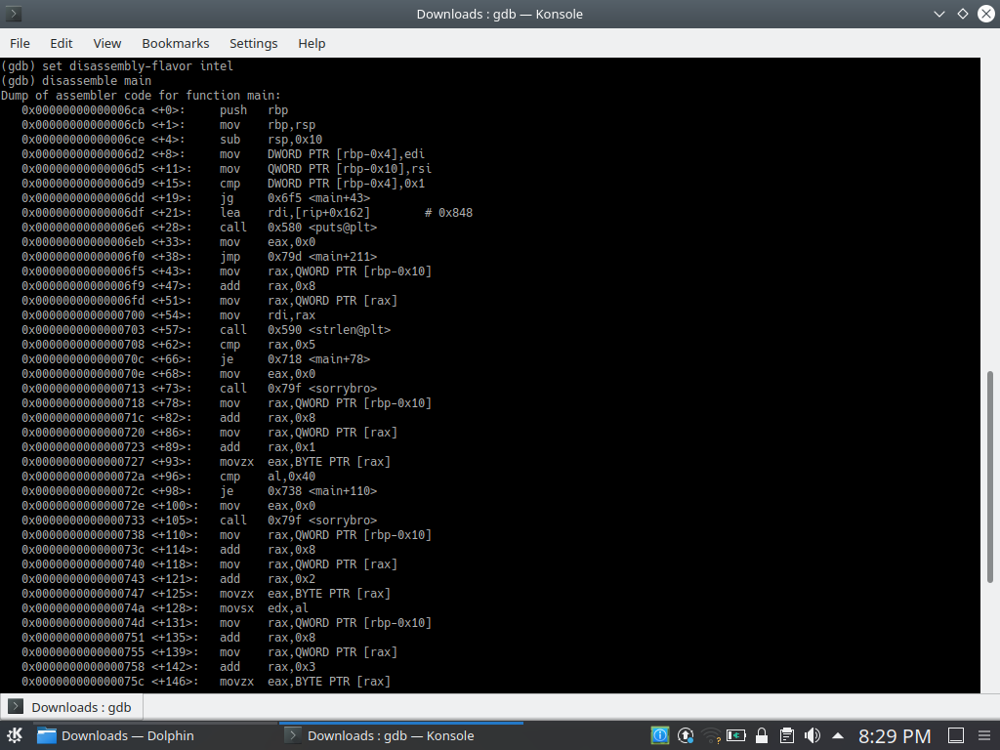 Downloads : gdb — Konsole
File Edit View Bookmarks Settings Help
(gdb) set disassembly-flavor intel
(gdb) disassemble main
Dump of assembler code for function main:
0x00000000000006ca <+0>: push rbp
0x00000000000006cb <+1>: mov rbp,rsp
0x00000000000006ce <+4>: sub rsp,0x10
0x00000000000006d2 <+8>: mov DWORD PTR [rbp-0x4],edi
0x00000000000006d5 <+11>: mov QWORD PTR [rbp-0x10],rsi
0x00000000000006d9 <+15>: cmp DWORD PTR [rbp-0x4],0x1
0x00000000000006dd <+19>: jg 0x6f5 <main+43>
0x00000000000006df <+21>: lea rdi,[rip+0x162] # 0x848
0x00000000000006e6 <+28>: call 0x580 <puts@plt>
0x00000000000006eb <+33>: mov eax,0x0
0x00000000000006f0 <+38>: jmp 0x79d <main+211>
0x00000000000006f5 <+43>: mov rax,QWORD PTR [rbp-0x10]
0x00000000000006f9 <+47>: add rax,0x8
0x00000000000006fd <+51>: mov rax,QWORD PTR [rax]
0x0000000000000700 <+54>: mov rdi,rax
0x0000000000000703 <+57>: call 0x590 <strlen@plt>
0x0000000000000708 <+62>: cmp rax,0x5
0x000000000000070c <+66>: je 0x718 <main+78>
0x000000000000070e <+68>: mov eax,0x0
0x0000000000000713 <+73>: call 0x79f <sorrybro>
0x0000000000000718 <+78>: mov rax,QWORD PTR [rbp-0x10]
0x000000000000071c <+82>: add rax,0x8
0x0000000000000720 <+86>: mov rax,QWORD PTR [rax]
0x0000000000000723 <+89>: add rax,0x1
0x0000000000000727 <+93>: movzx eax,BYTE PTR [rax]
0x000000000000072a <+96>: cmp al,0x40
0x000000000000072c <+98>: je 0x738 <main+110>
0x000000000000072e <+100>: mov eax,0x0
0x0000000000000733 <+105>: call 0x79f <sorrybro>
0x0000000000000738 <+110>: mov rax,QWORD PTR [rbp-0x10]
0x000000000000073c <+114>: add rax,0x8
0x0000000000000740 <+118>: mov rax,QWORD PTR [rax]
0x0000000000000743 <+121>: add rax,0x2
0x0000000000000747 <+125>: movzx eax,BYTE PTR [rax]
0x000000000000074a <+128>: movsx edx,al
0x000000000000074d <+131>: mov rax,QWORD PTR [rbp-0x10]
0x0000000000000751 <+135>: add rax,0x8
0x0000000000000755 <+139>: mov rax,QWORD PTR [rax]
0x0000000000000758 <+142>: add rax,0x3
0x000000000000075c <+146>: movzx eax,BYTE PTR [rax]
Downloads : gdb
Downloads — Dolphin
Downloads : gdb — Konsole
8:29 PM